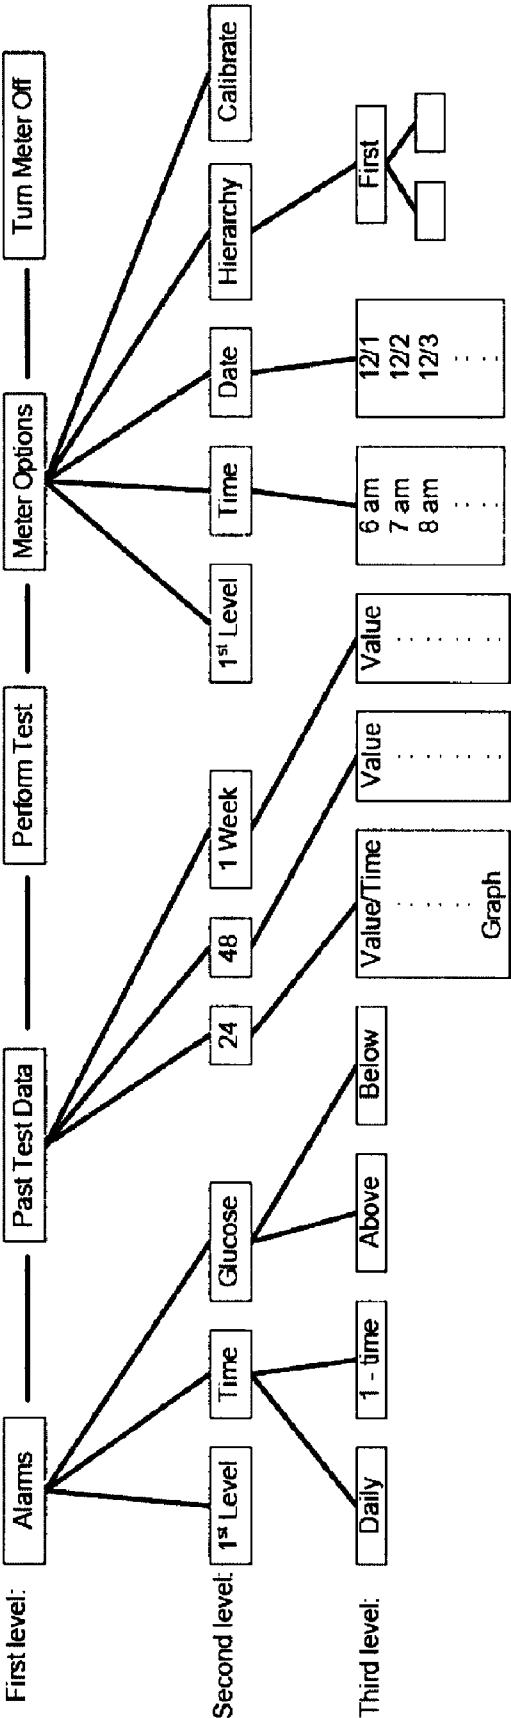 First level:
Alarms
Past Test Data
Perform Test
Meter Options
Turn Meter Off
Second level:
1st Level
Time
Glucose
24
48
1 Week
1st Level
Time
Date
Hierarchy
Calibrate
Third level:
Daily
1 - time
Above
Below
Value/Time
. . . . .
Graph
Value
. . . . . . .
Value
. . . . . . .
6 am
7 am
8 am
. . . .
12/1
12/2
12/3
. . . .
First